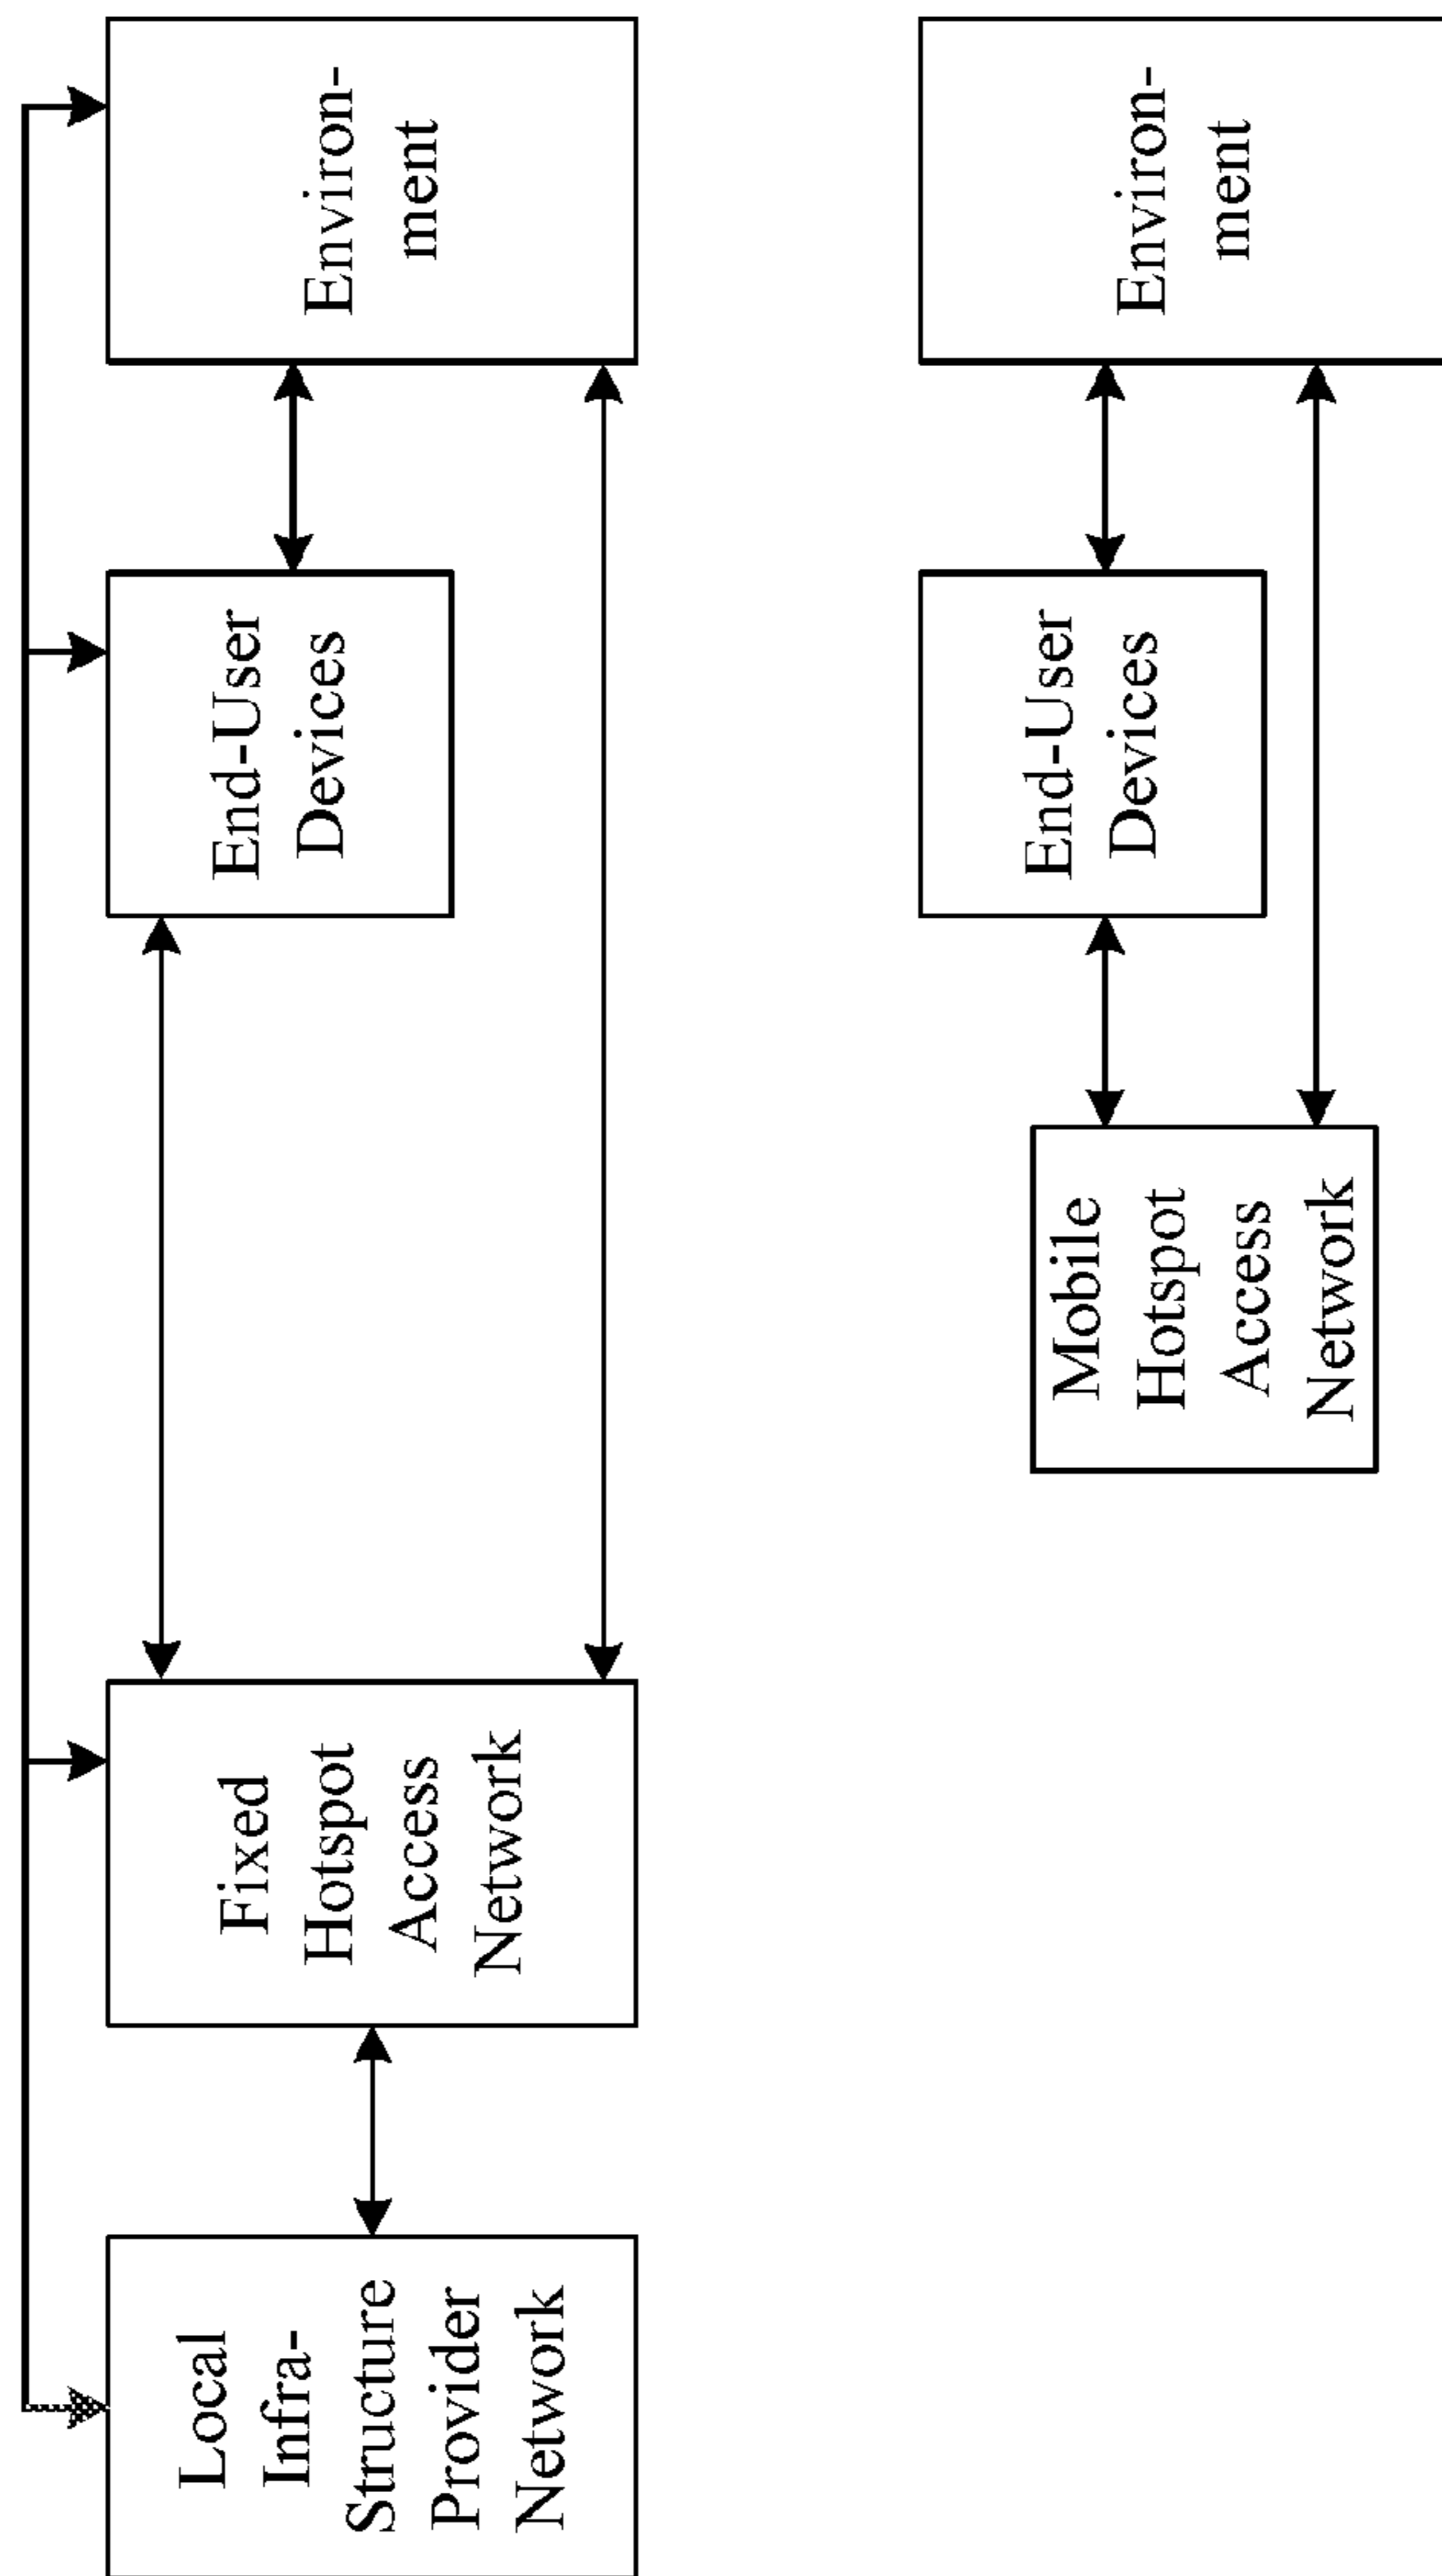 Local
Infra-
Structure
Provider
Network
Fixed
Hotspot
Access
Network
End-User
Devices
Environ-
ment
Mobile
Hotspot
Access
Network
End-User
Devices
Environ-
ment